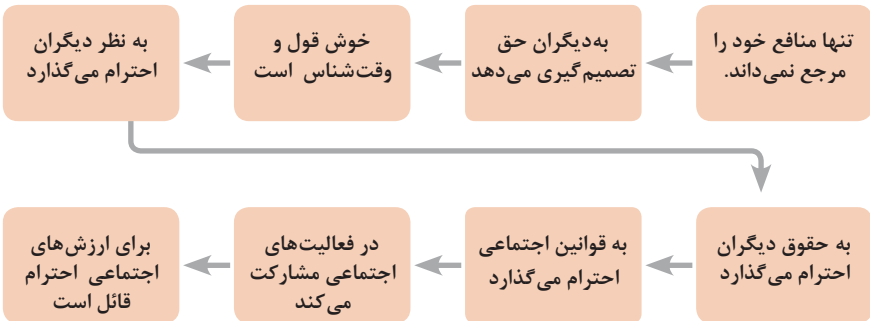 تنها منافع خود را
مرجع نمی‌داند.
به‌دیگران حق
تصمیم‌گیری می‌دهد
خوش قول و
وقت‌شناس است
به نظر دیگران
احترام می‌گذارد
به حقوق دیگران
احترام می‌گذارد
به قوانین اجتماعی
احترام می‌گذارد
در فعالیت‌های
اجتماعی مشارکت
می‌کند
برای ارزش‌های
اجتماعی احترام
قائل است